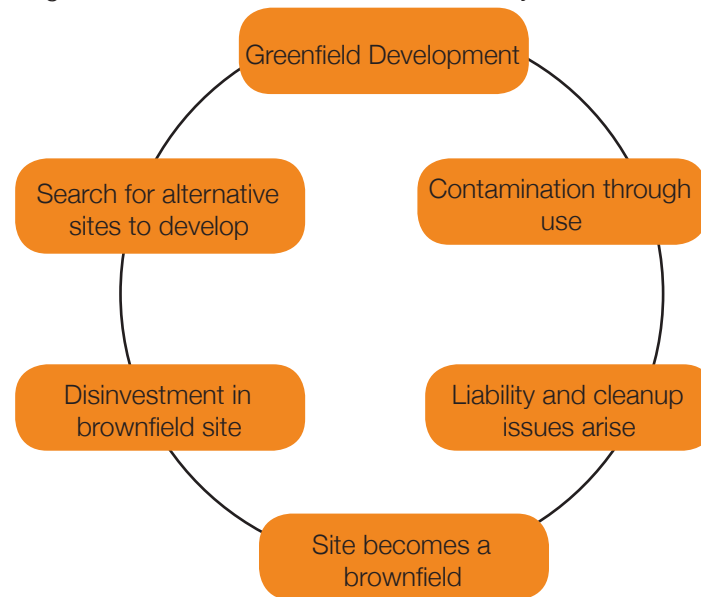 Greenfield Development
Contamination through
use
Liability and cleanup
issues arise
Site becomes a
brownfield
Disinvestment in
brownfield site
Search for alternative
sites to develop